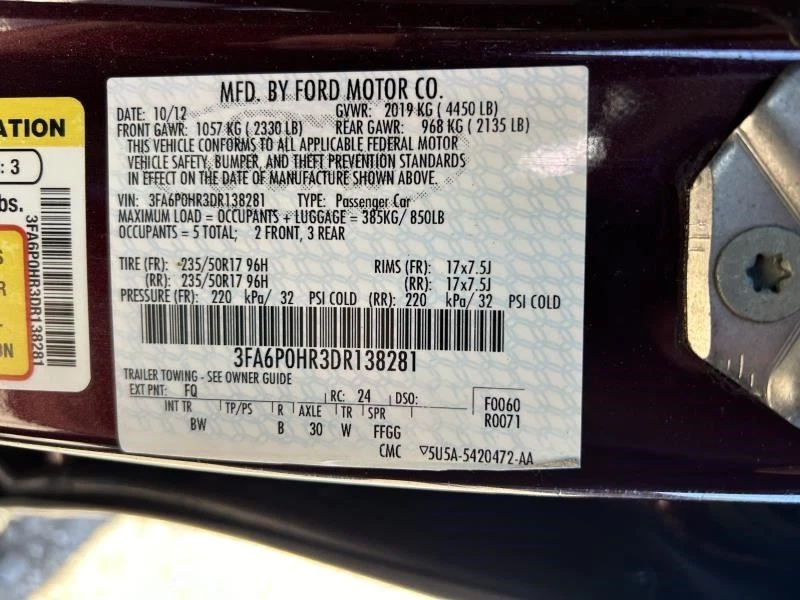 MFD. BY FORD MOTOR CO.
DATE: 10/12 GVWR: 2019 KG ( 4450 LB)
FRONT GAWR: 1057 KG ( 2330 LB) REAR GAWR: 968 KG ( 2135 LB)
THIS VEHICLE CONFORMS TO ALL APPLICABLE FEDERAL MOTOR
VEHICLE SAFETY, BUMPER, AND THEFT PREVENTION STANDARDS
IN EFFECT ON THE DATE OF MANUFACTURE SHOWN ABOVE.
VIN: 3FA6P0HR3DR138281 TYPE: Passenger Car
MAXIMUM LOAD = OCCUPANTS + LUGGAGE = 385KG/ 850LB
OCCUPANTS = 5 TOTAL; 2 FRONT, 3 REAR
TIRE (FR): 235/50R17 96H RIMS (FR): 17x7.5J
(RR): 235/50R17 96H (RR): 17x7.5J
PRESSURE (FR): 220 kPa/ 32 PSI COLD (RR): 220 kPa/ 32 PSI COLD
3FA6P0HR3DR138281
TRAILER TOWING - SEE OWNER GUIDE
EXT PNT: FQ RC: 24 DSO: F0060
R0071
INT TR TP/PS R AXLE TR SPR
BW B 30 W FFGG
CMC ▽5U5A-5420472-AA
ATION
: 3
bs.
S
R
L-
ON
3FA6P0HR3DR138281